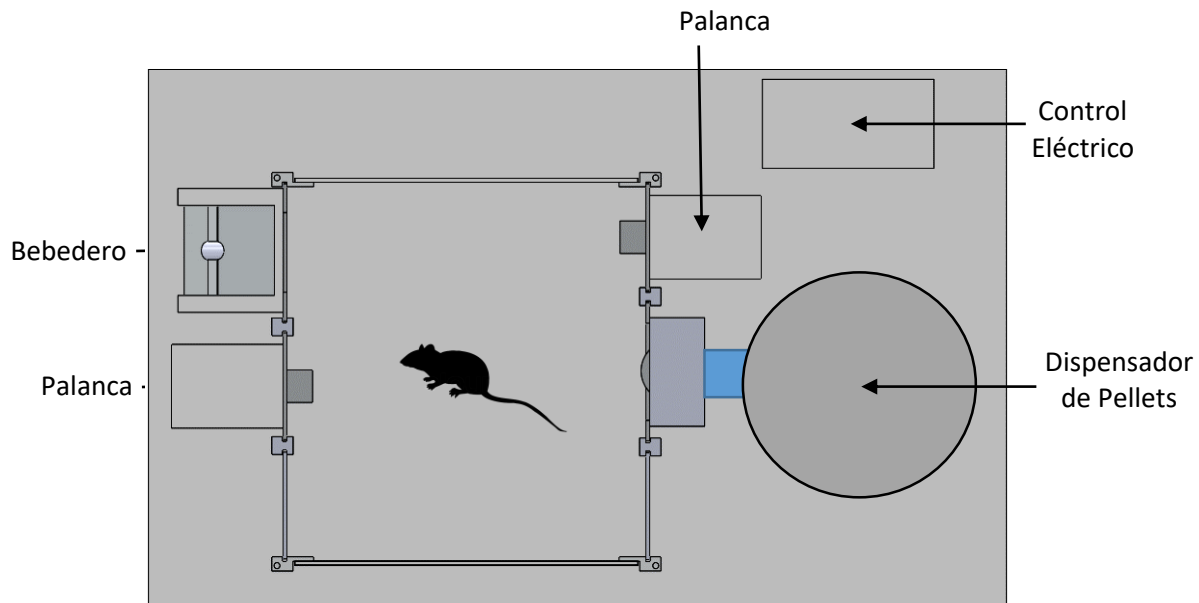 Palanca
Control
Eléctrico
Bebedero
Palanca
Dispensador
de Pellets